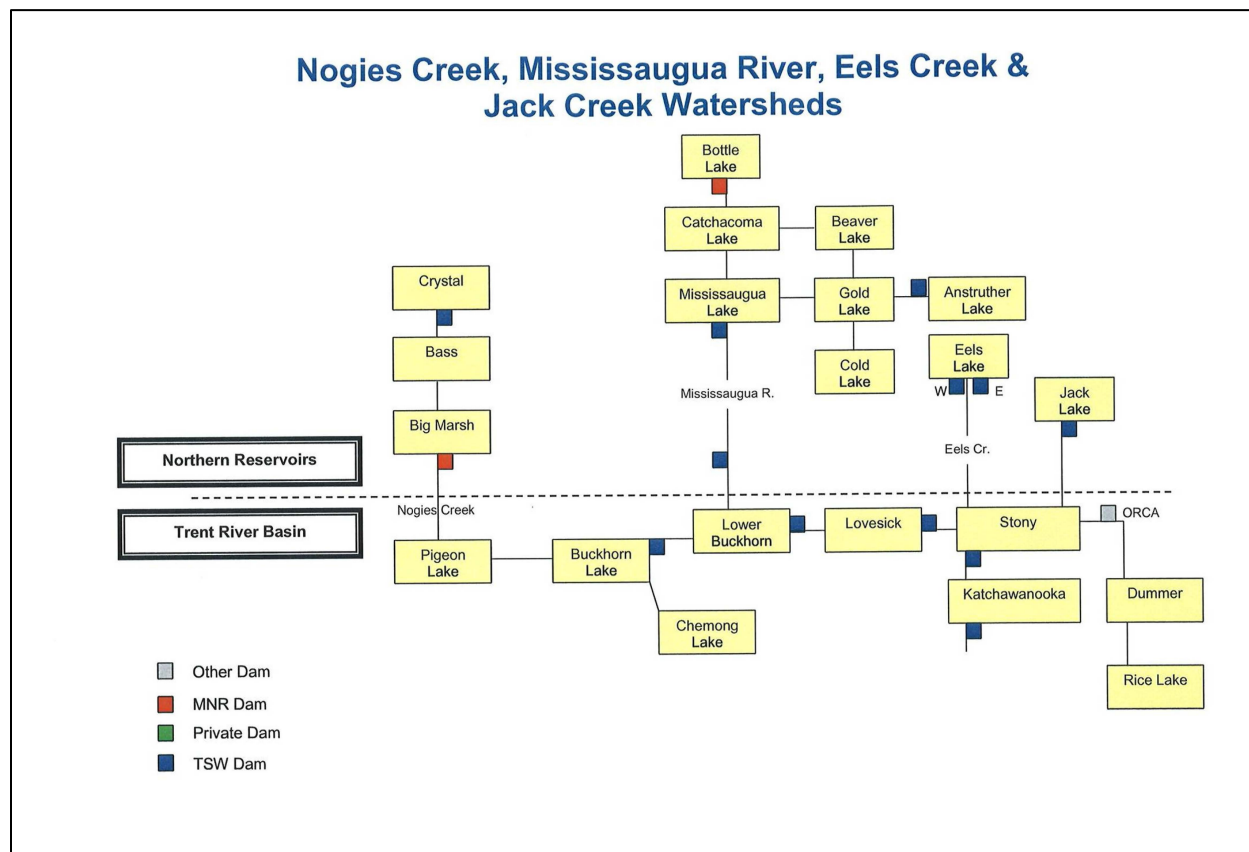 Nogies Creek, Mississaugua River, Eels Creek &
Jack Creek Watersheds
Bottle
Lake
Catchacoma
Lake
Beaver
Lake
Crystal
Mississaugua
Lake
Gold
Lake
Anstruther
Lake
Bass
Eels
Lake
Cold
Lake
W
E
Mississaugua R.
Jack
Lake
Big Marsh
Eels Cr.
Northern Reservoirs
Nogies Creek
Trent River Basin
Lower
Buckhorn
Lovesick
Stony
ORCA
Pigeon
Lake
Buckhorn
Lake
Katchawanooka
Dummer
Chemong
Lake
Rice Lake
Other Dam
MNR Dam
Private Dam
TSW Dam